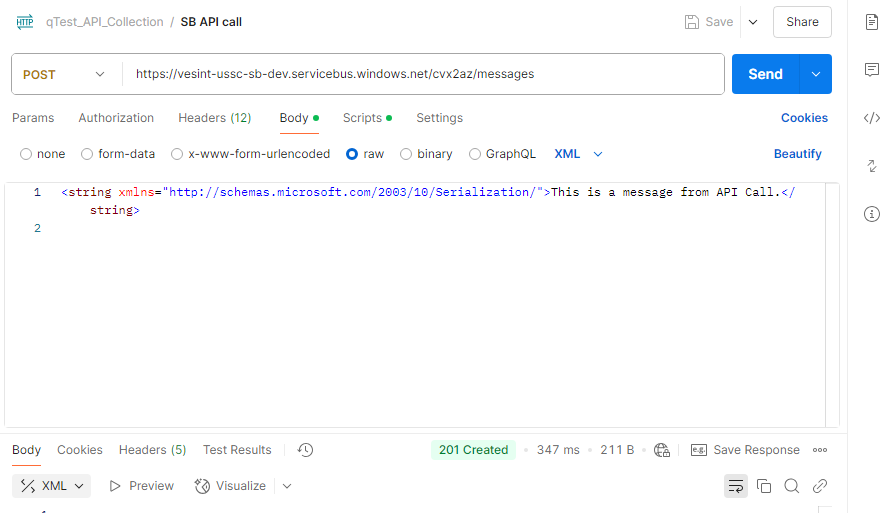 HTTP qTest_API_Collection / SB API call Save Share
POST https://vesint-ussc-sb-dev.servicebus.windows.net/cvx2az/messages Send
Params Authorization Headers (12) Body Scripts Settings Cookies
none form-data x-www-form-urlencoded raw binary GraphQL XML Beautify
1 <string xmlns="http://schemas.microsoft.com/2003/10/Serialization/">This is a message from API Call.</
string>
2
Body Cookies Headers (5) Test Results 201 Created 347 ms 211 B e.g. Save Response
XML Preview Visualize